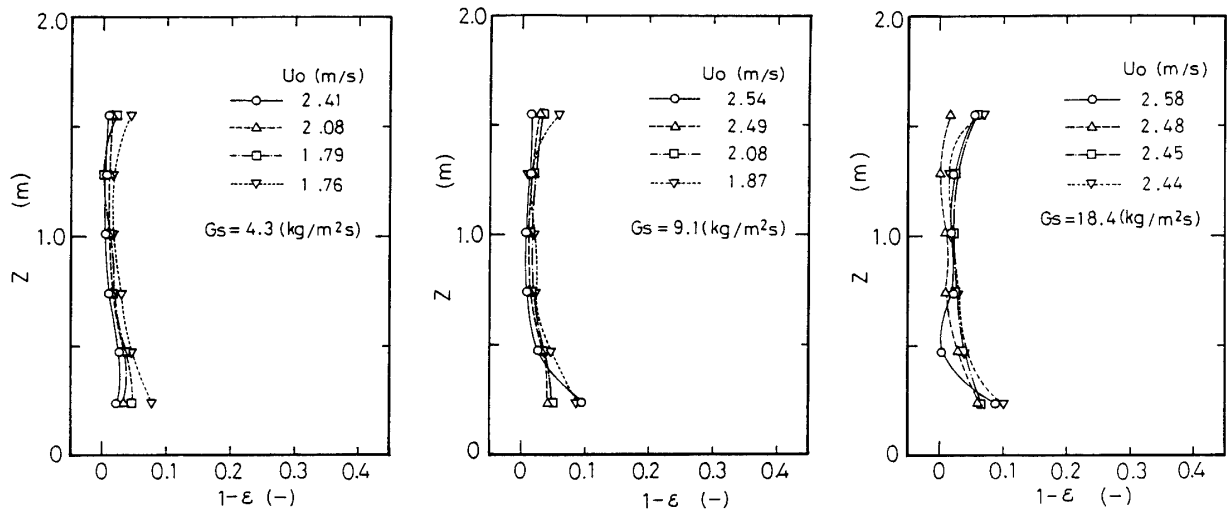 2.0
1.0
0
Z (m)
Uo (m/s)
2.41
2.08
1.79
1.76
Gs=4.3(kg/m²s)
0 0.1 0.2 0.3 0.4
1-ε (-)
2.0
1.0
0
Z (m)
Uo (m/s)
2.54
2.49
2.08
1.87
Gs=9.1(kg/m²s)
0 0.1 0.2 0.3 0.4
1-ε (-)
2.0
1.0
0
Z (m)
Uo (m/s)
2.58
2.48
2.45
2.44
Gs=18.4(kg/m²s)
0 0.1 0.2 0.3 0.4
1-ε (-)